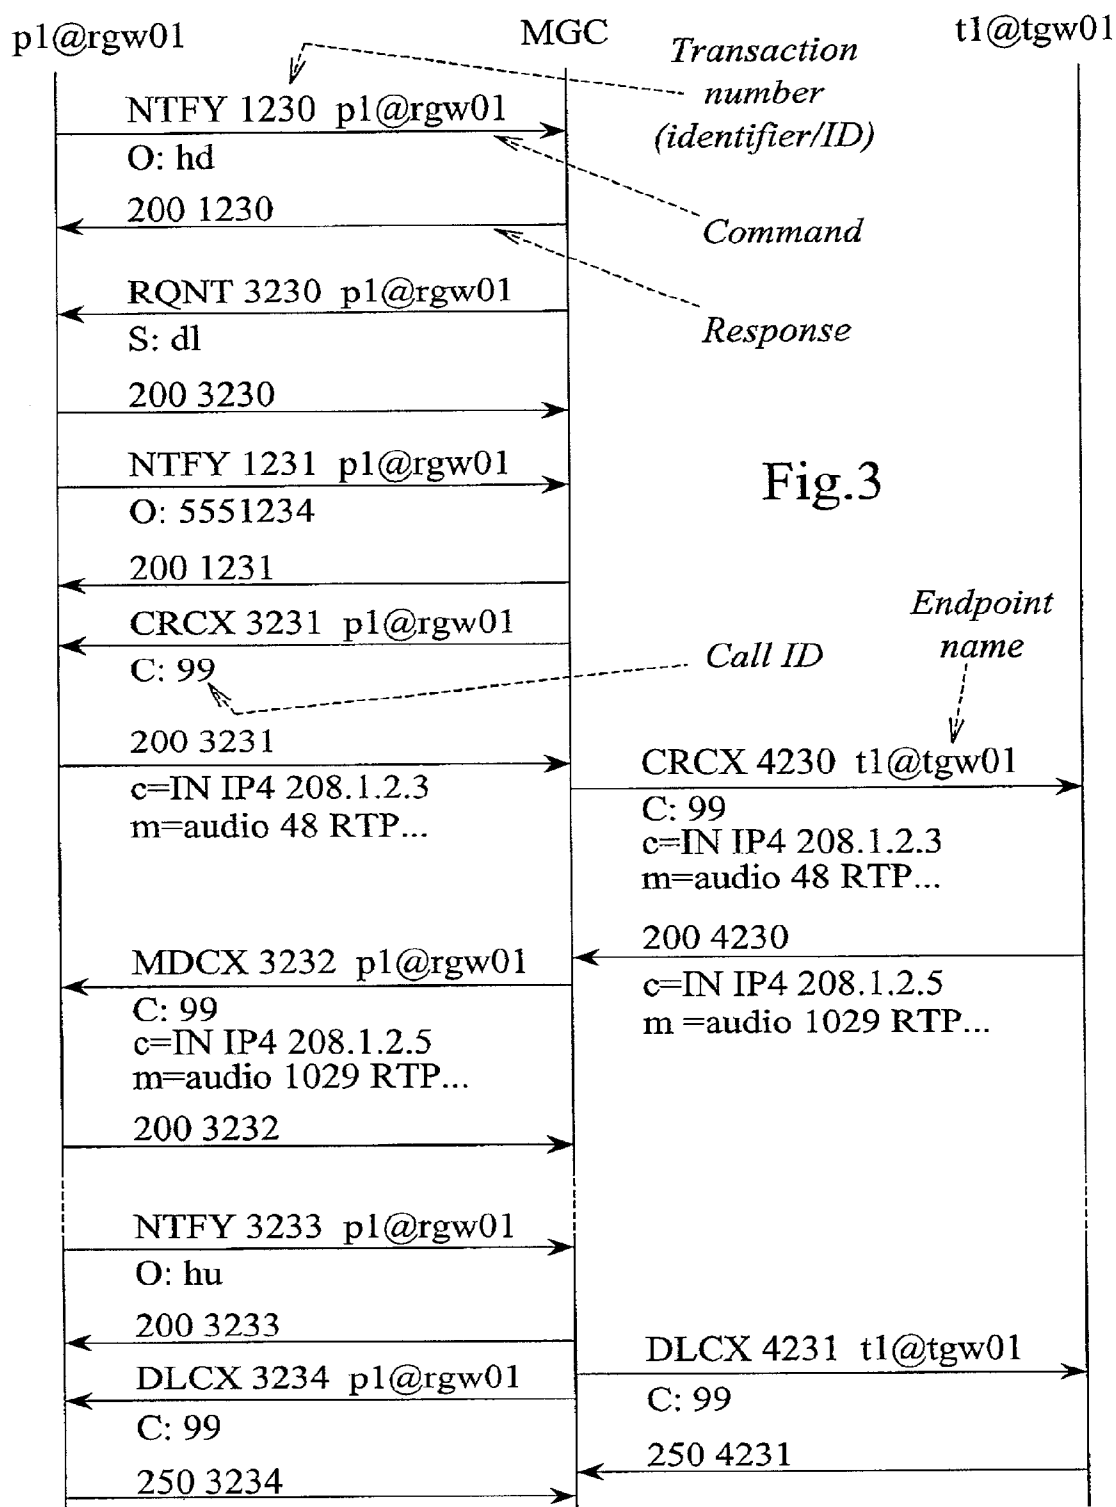 p1@rgw01
MGC
t1@tgw01
Transaction
number
(identifier/ID)
NTFY 1230 p1@rgw01
O: hd
200 1230
Command
RQNT 3230 p1@rgw01
S: dl
Response
200 3230
NTFY 1231 p1@rgw01
O: 5551234
Fig.3
200 1231
CRCX 3231 p1@rgw01
C: 99
Call ID
Endpoint
name
200 3231
c=IN IP4 208.1.2.3
m=audio 48 RTP...
CRCX 4230 t1@tgw01
C: 99
c=IN IP4 208.1.2.3
m=audio 48 RTP...
200 4230
c=IN IP4 208.1.2.5
m =audio 1029 RTP...
MDCX 3232 p1@rgw01
C: 99
c=IN IP4 208.1.2.5
m=audio 1029 RTP...
200 3232
NTFY 3233 p1@rgw01
O: hu
200 3233
DLCX 4231 t1@tgw01
DLCX 3234 p1@rgw01
C: 99
C: 99
250 4231
250 3234